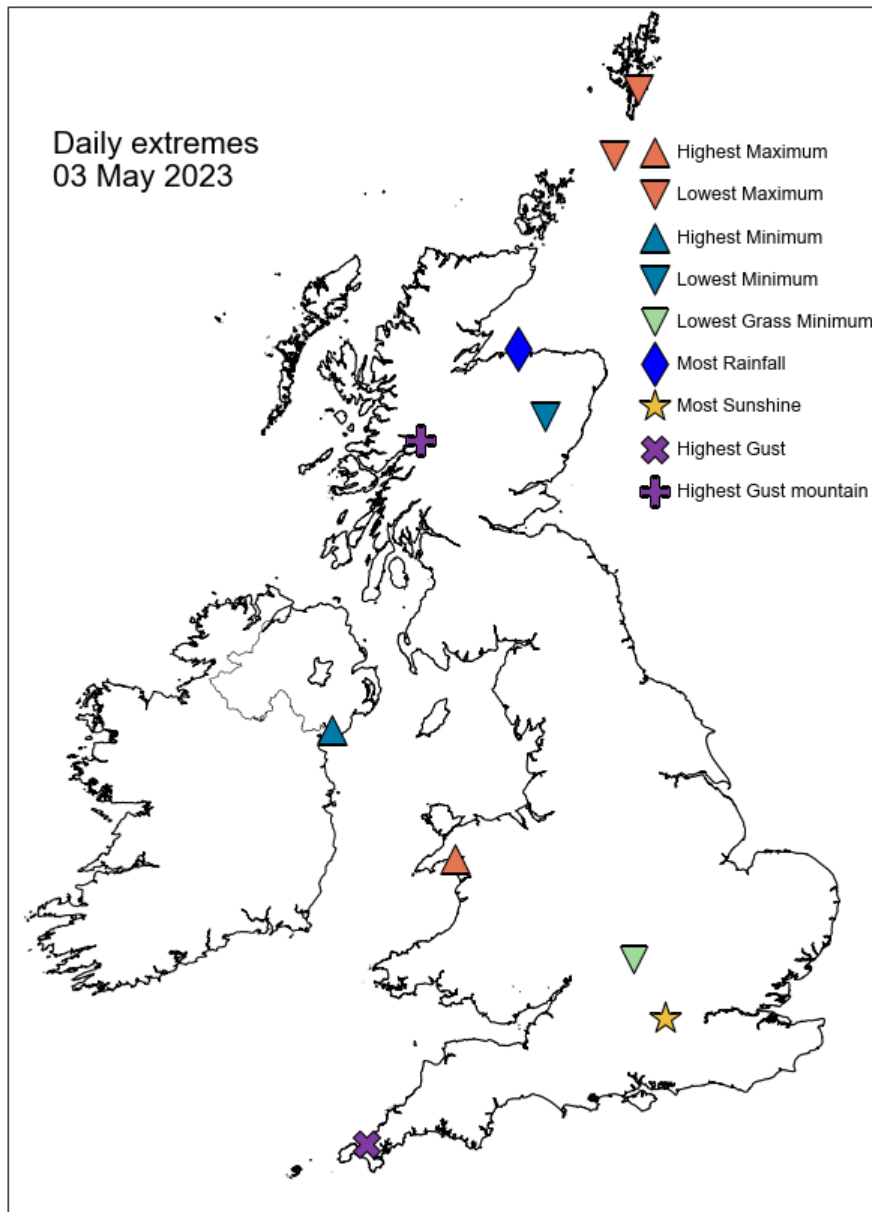 Daily extremes
03 May 2023
Highest Maximum
Lowest Maximum
Highest Minimum
Lowest Minimum
Lowest Grass Minimum
Most Rainfall
Most Sunshine
Highest Gust
Highest Gust mountain